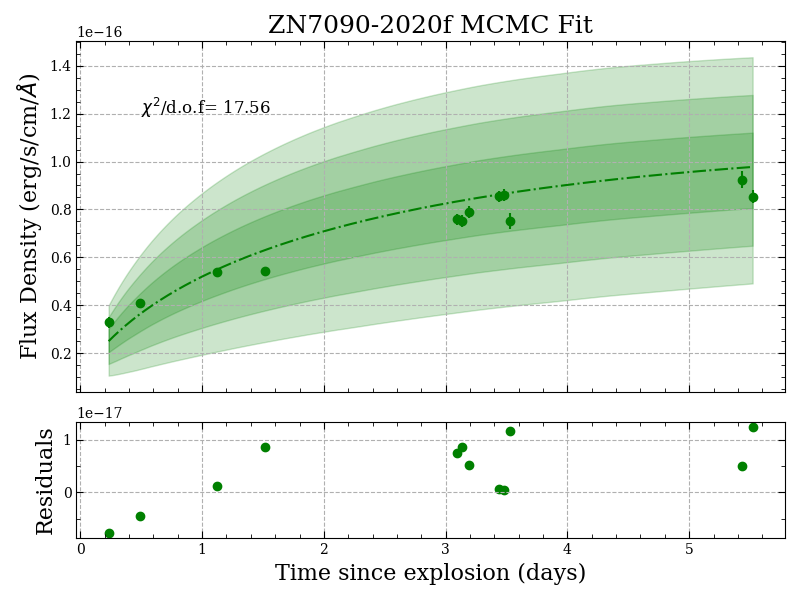 ZN7090-2020f MCMC Fit
1e−16
χ²/d.o.f= 17.56
Flux Density (erg/s/cm/Å)
1.4
1.2
1.0
0.8
0.6
0.4
0.2
1e−17
Residuals
1
0
0 1 2 3 4 5
Time since explosion (days)